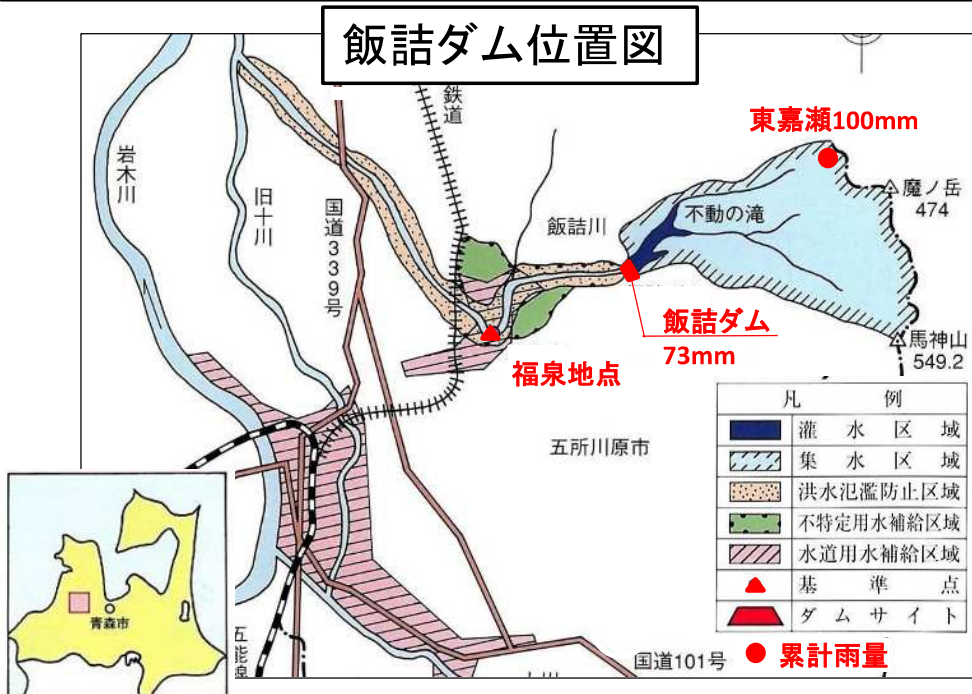 飯詰ダム位置図
鉄道
東嘉瀬100mm
岩木川
魔ノ岳
474
旧十川
不動の滝
国道339号
飯詰川
飯詰ダム
73mm
馬神山
549.2
福泉地点
凡例
灌水区域
集水区域
洪水氾濫防止区域
不特定用水補給区域
水道用水補給区域
基準点
ダムサイト
累計雨量
五所川原市
青森市
五能線
国道101号